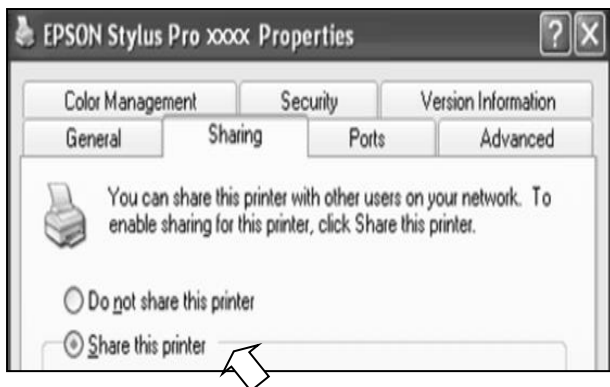 EPSON Stylus Pro xxxx Properties
Color Management Security Version Information
General Sharing Ports Advanced
You can share this printer with other users on your network. To
enable sharing for this printer, click Share this printer.
Do not share this printer
Share this printer